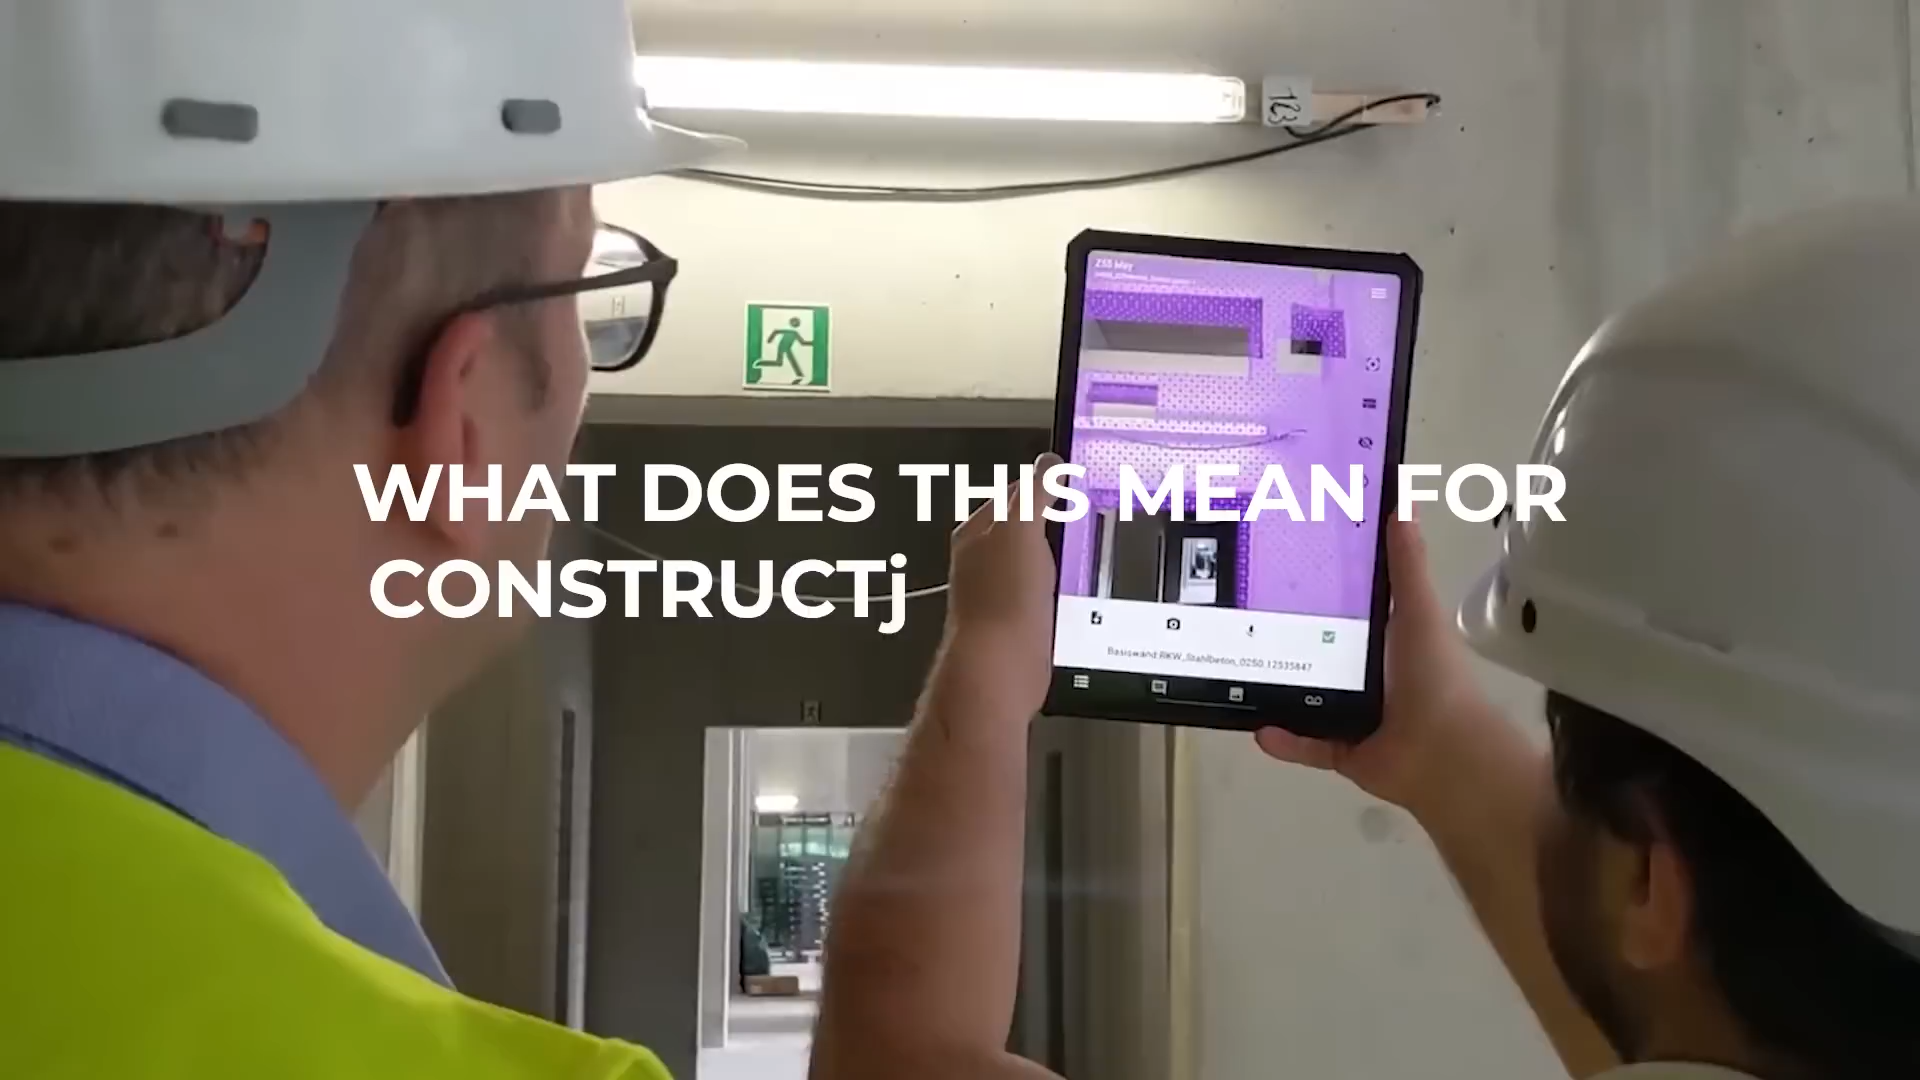 123
WHAT DOES THIS MEAN FOR
CONSTRUCTj
Basiswand:RKW_Stahlbeton_0250.12535847